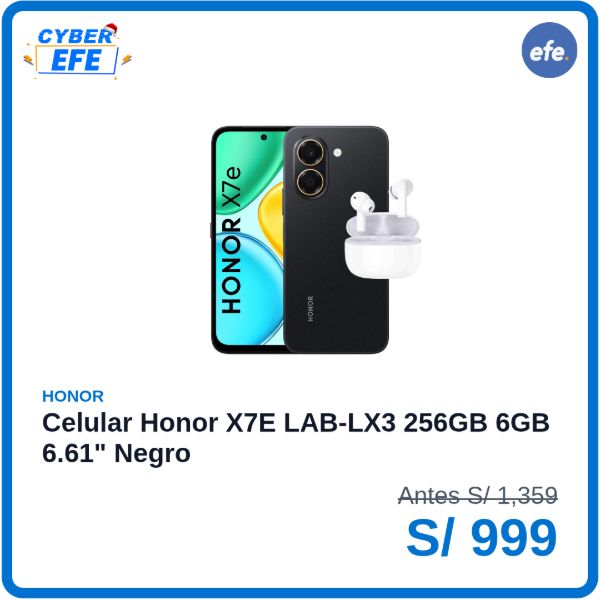 CYBER
EFE
efe.
HONOR X7e
HONOR
HONOR
Celular Honor X7E LAB-LX3 256GB 6GB
6.61" Negro
Antes S/ 1,359
S/ 999